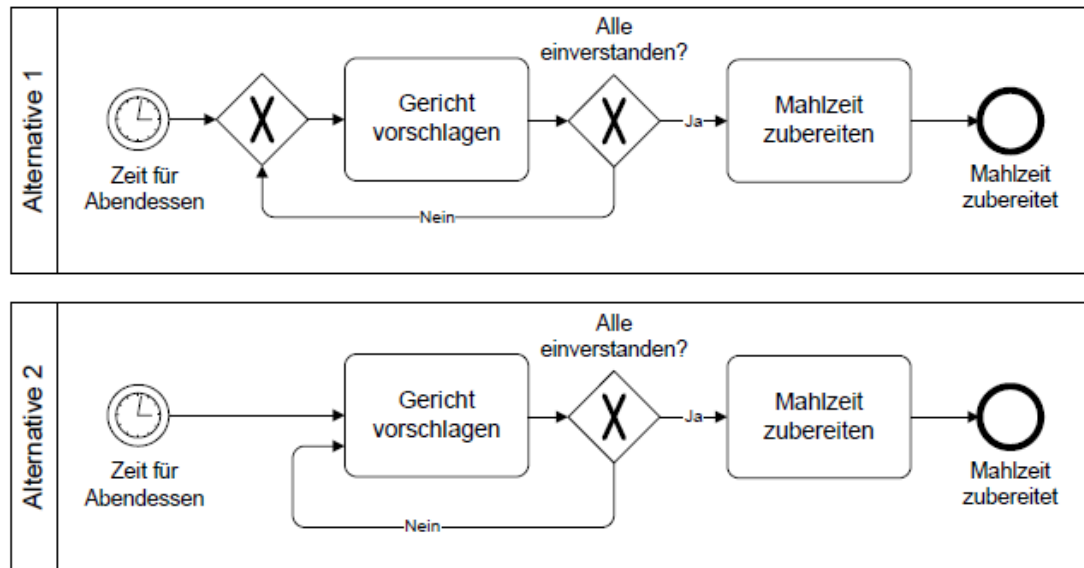 Alternative 1
Zeit für
Abendessen
X
Gericht
vorschlagen
Alle
einverstanden?
X
Nein
Ja
Mahlzeit
zubereiten
Mahlzeit
zubereitet
Alternative 2
Zeit für
Abendessen
Gericht
vorschlagen
Alle
einverstanden?
X
Nein
Ja
Mahlzeit
zubereiten
Mahlzeit
zubereitet